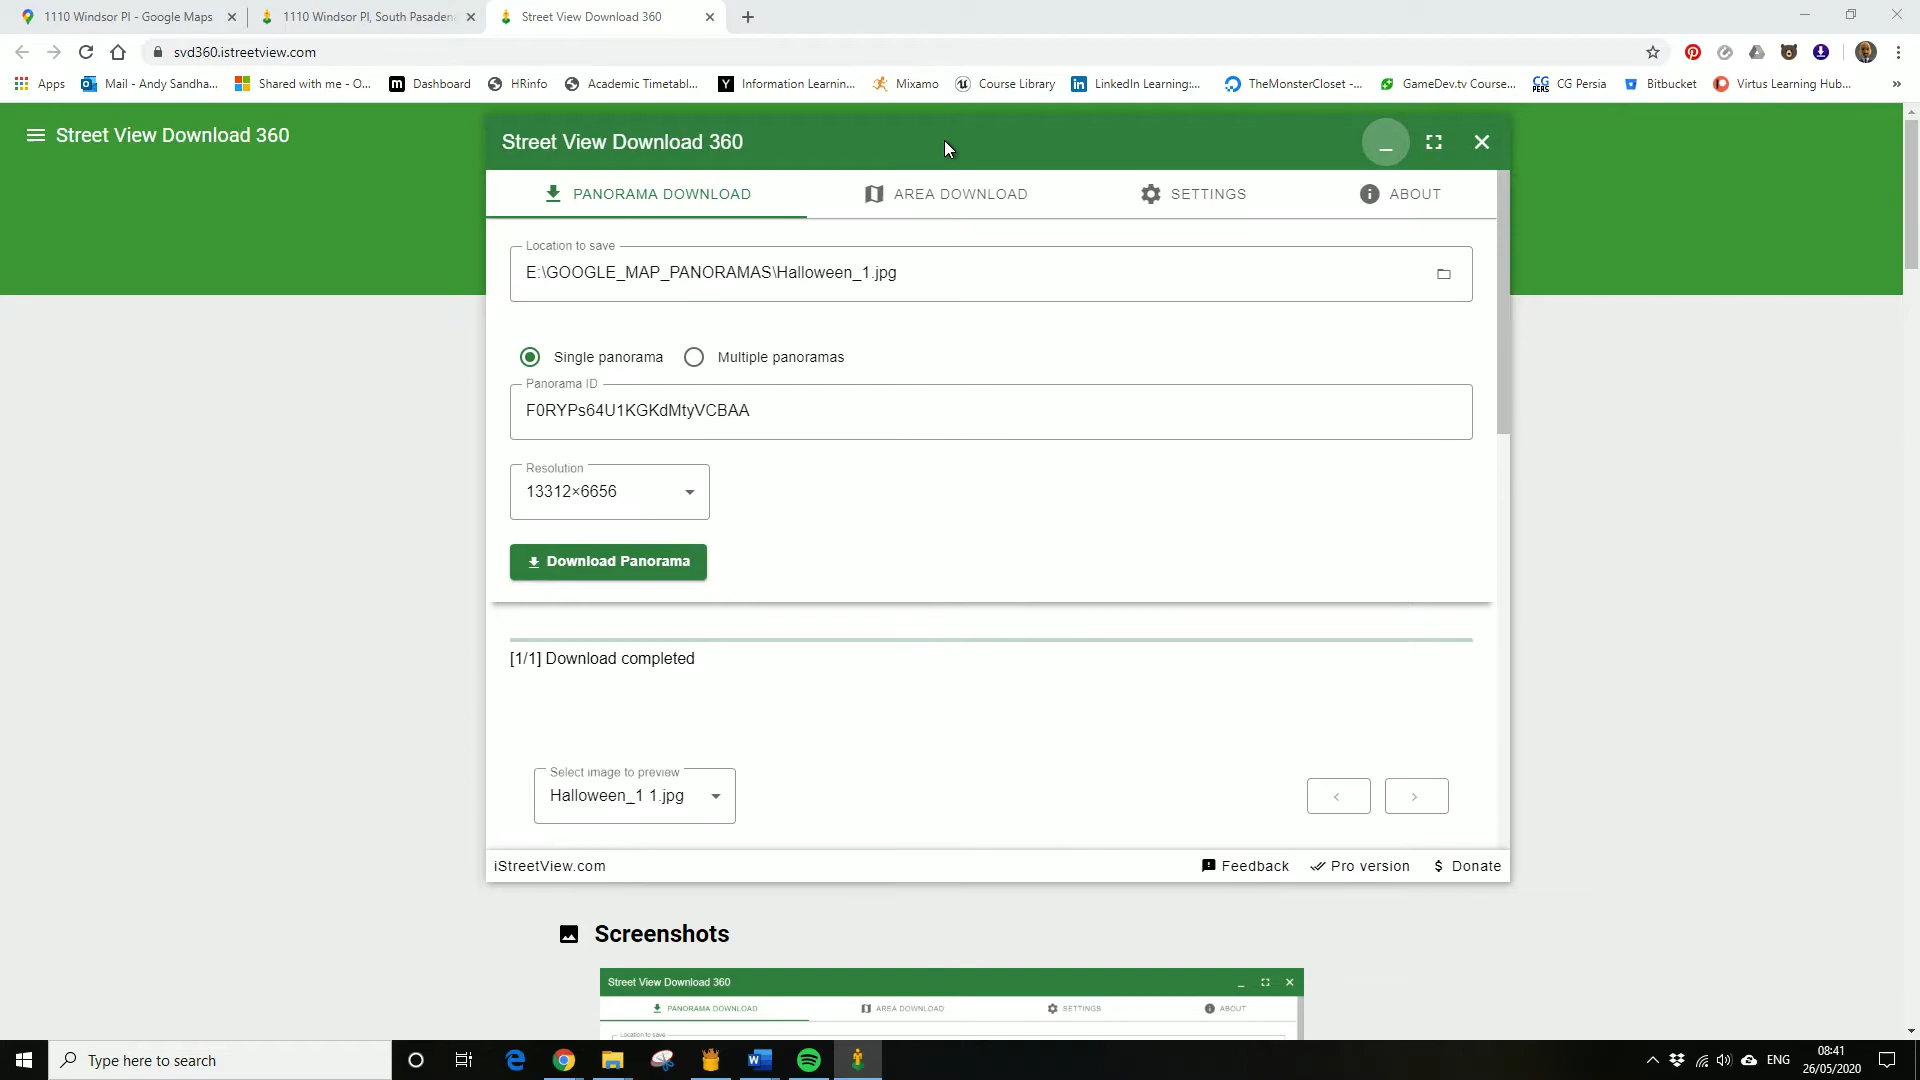 1110 Windsor Pl - Google Maps
1110 Windsor Pl, South Pasadena
Street View Download 360
svd360.istreetview.com
Apps
Mail - Andy Sandha...
Shared with me - O...
Dashboard
HRinfo
Academic Timetabl...
Information Learnin...
Mixamo
Course Library
LinkedIn Learning:...
TheMonsterCloset -...
GameDev.tv Course...
CG Persia
Bitbucket
Virtus Learning Hub...
»
Street View Download 360
Street View Download 360
PANORAMA DOWNLOAD
AREA DOWNLOAD
SETTINGS
ABOUT
Location to save
E:\GOOGLE_MAP_PANORAMAS\Halloween_1.jpg
Single panorama
Multiple panoramas
Panorama ID
F0RYPs64U1KGKdMtyVCBAA
Resolution
13312×6656
Download Panorama
[1/1] Download completed
Select image to preview
Halloween_1 1.jpg
<
>
iStreetView.com
Feedback
Pro version
$ Donate
Screenshots
Street View Download 360
PANORAMA DOWNLOAD
AREA DOWNLOAD
SETTINGS
ABOUT
Location to save
Type here to search
ENG
08:41
26/05/2020